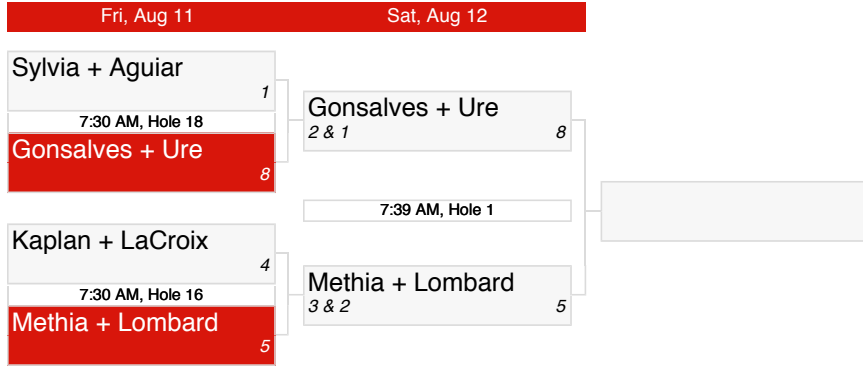 Fri, Aug 11
Sat, Aug 12
Sylvia + Aguiar
1
7:30 AM, Hole 18
Gonsalves + Ure
8
Gonsalves + Ure
2 & 1
8
7:39 AM, Hole 1
Kaplan + LaCroix
4
7:30 AM, Hole 16
Methia + Lombard
5
Methia + Lombard
3 & 2
5